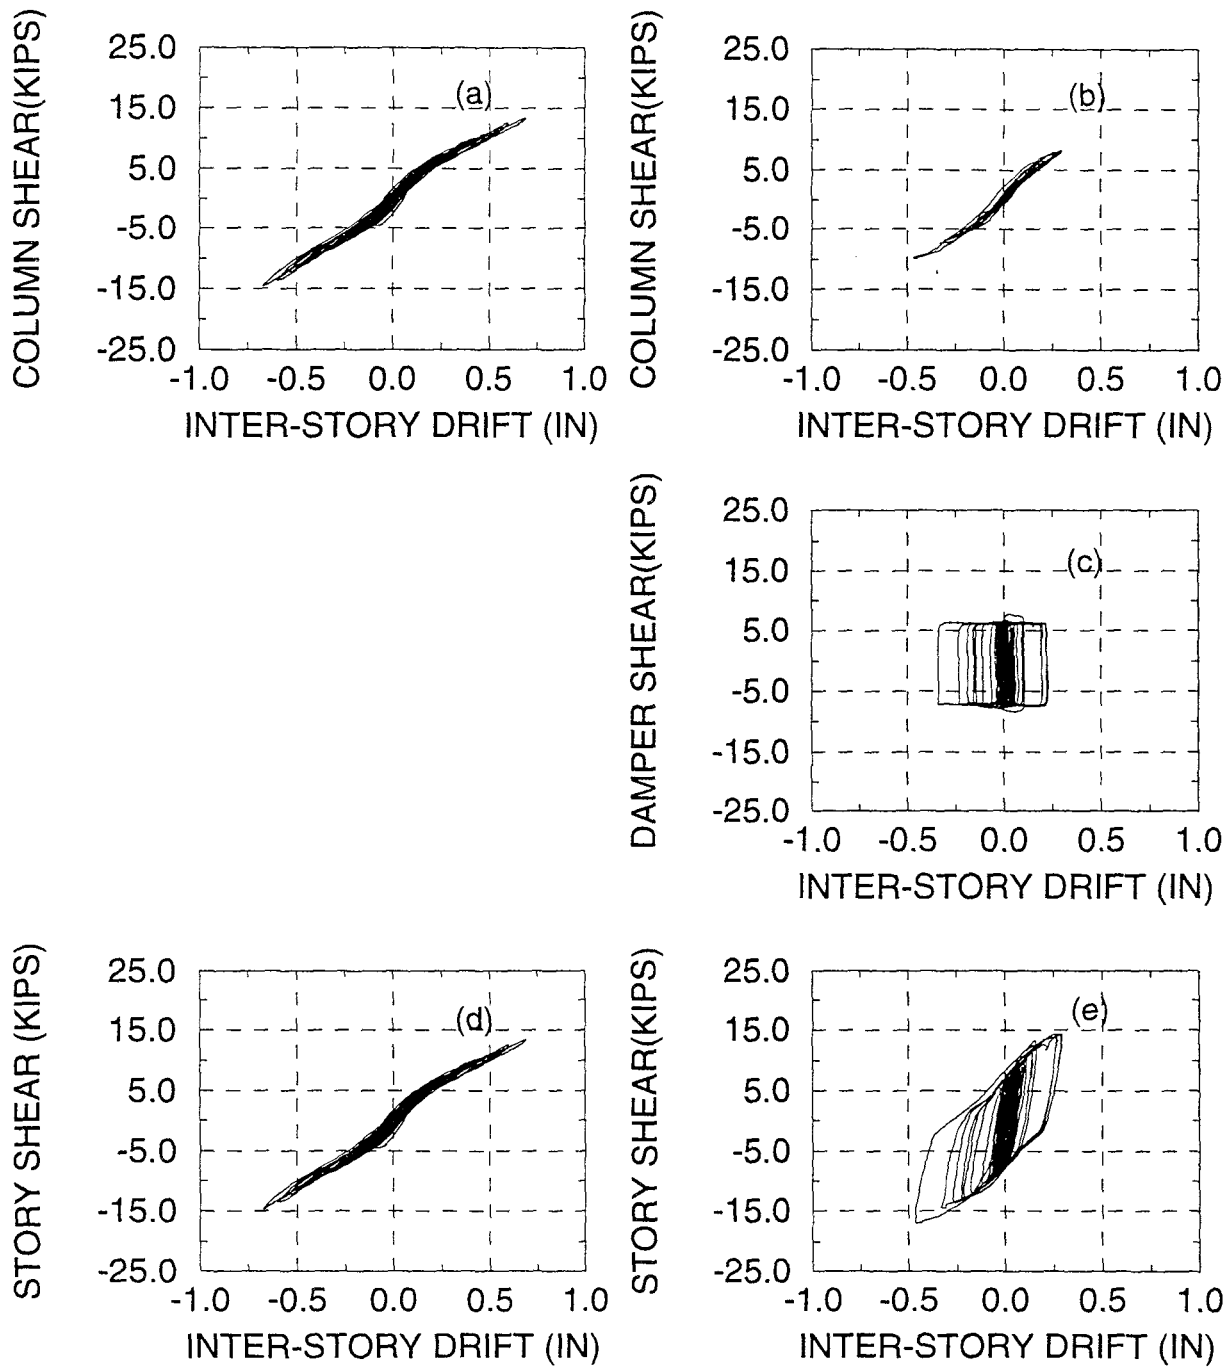 COLUMN SHEAR(KIPS)
25.0
15.0
5.0
-5.0
-15.0
-25.0
(a)
-1.0 -0.5 0.0 0.5 1.0
INTER-STORY DRIFT (IN)
COLUMN SHEAR(KIPS)
25.0
15.0
5.0
-5.0
-15.0
-25.0
(b)
-1.0 -0.5 0.0 0.5 1.0
INTER-STORY DRIFT (IN)
DAMPER SHEAR(KIPS)
25.0
15.0
5.0
-5.0
-15.0
-25.0
(c)
-1.0 -0.5 0.0 0.5 1.0
INTER-STORY DRIFT (IN)
STORY SHEAR (KIPS)
25.0
15.0
5.0
-5.0
-15.0
-25.0
(d)
-1.0 -0.5 0.0 0.5 1.0
INTER-STORY DRIFT (IN)
STORY SHEAR(KIPS)
25.0
15.0
5.0
-5.0
-15.0
-25.0
(e)
-1.0 -0.5 0.0 0.5 1.0
INTER-STORY DRIFT (IN)